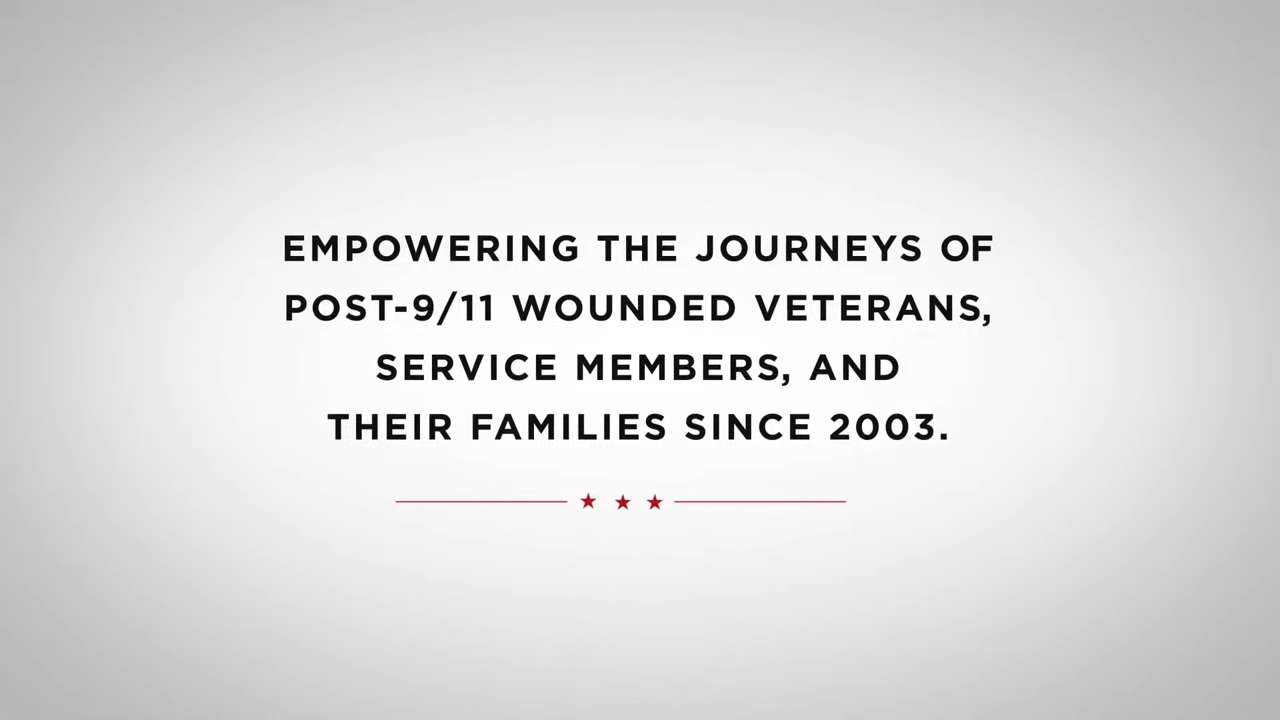 EMPOWERING THE JOURNEYS OF
POST-9/11 WOUNDED VETERANS,
SERVICE MEMBERS, AND
THEIR FAMILIES SINCE 2003.